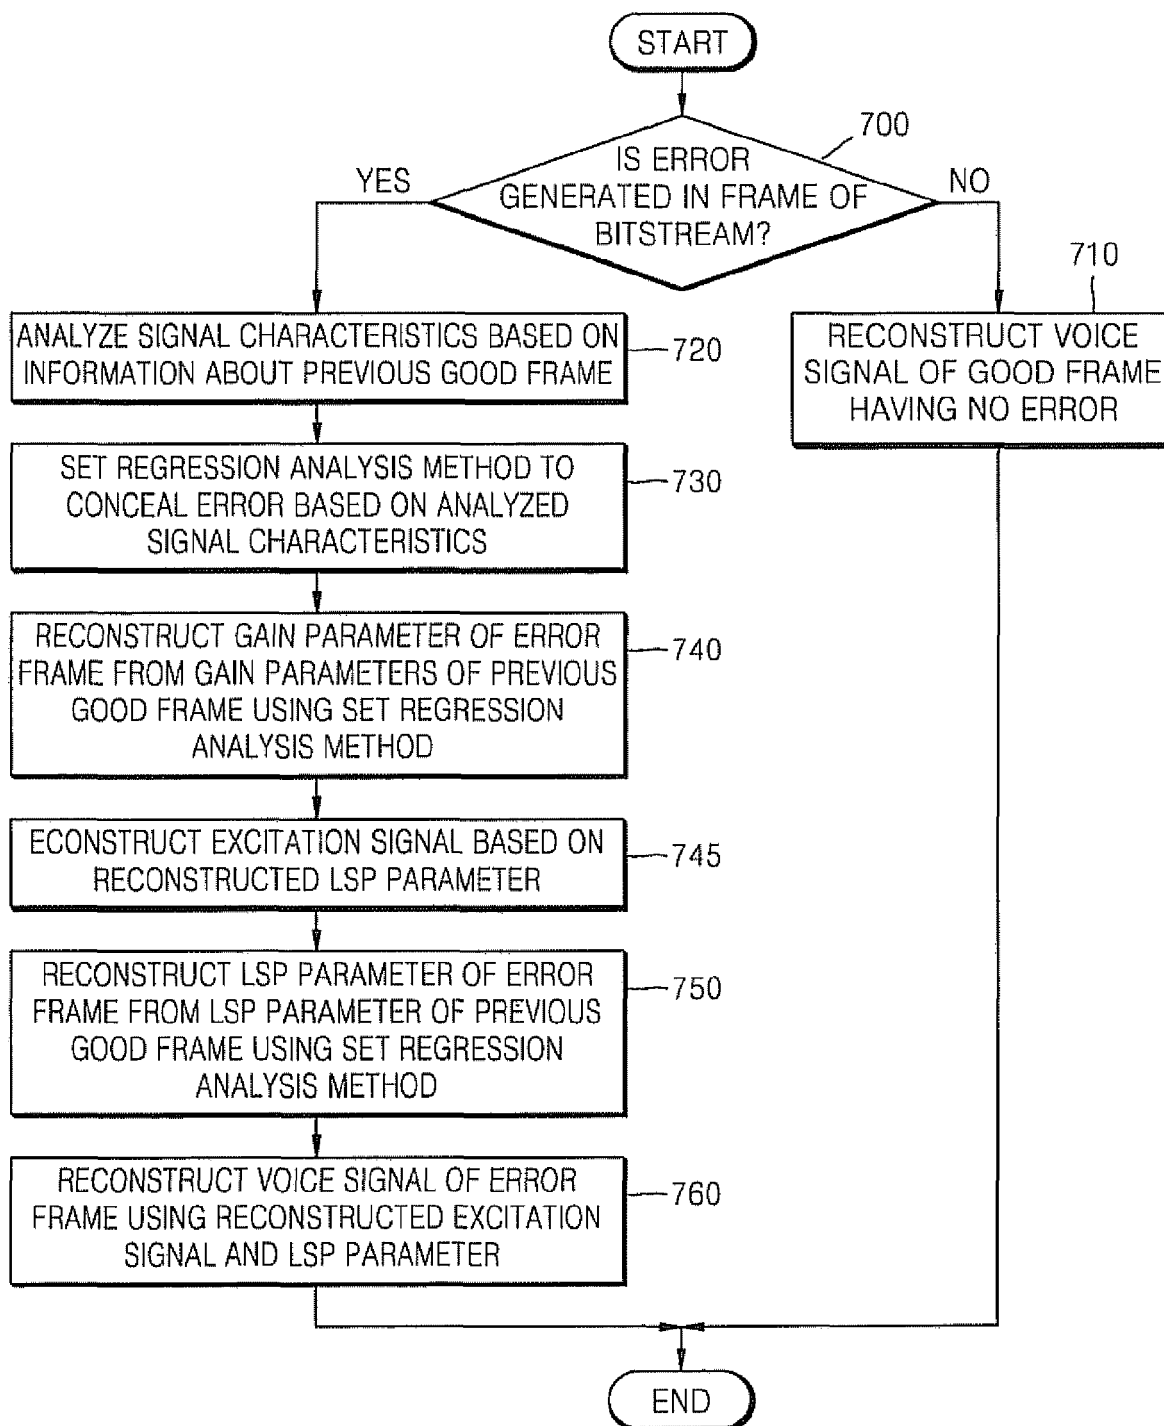 START
700
IS ERROR
GENERATED IN FRAME OF
BITSTREAM?
YES
NO
710
RECONSTRUCT VOICE
SIGNAL OF GOOD FRAME
HAVING NO ERROR
ANALYZE SIGNAL CHARACTERISTICS BASED ON
INFORMATION ABOUT PREVIOUS GOOD FRAME
720
SET REGRESSION ANALYSIS METHOD TO
CONCEAL ERROR BASED ON ANALYZED
SIGNAL CHARACTERISTICS
730
RECONSTRUCT GAIN PARAMETER OF ERROR
FRAME FROM GAIN PARAMETERS OF PREVIOUS
GOOD FRAME USING SET REGRESSION
ANALYSIS METHOD
740
ECONSTRUCT EXCITATION SIGNAL BASED ON
RECONSTRUCTED LSP PARAMETER
745
RECONSTRUCT LSP PARAMETER OF ERROR
FRAME FROM LSP PARAMETER OF PREVIOUS
GOOD FRAME USING SET REGRESSION
ANALYSIS METHOD
750
RECONSTRUCT VOICE SIGNAL OF ERROR
FRAME USING RECONSTRUCTED EXCITATION
SIGNAL AND LSP PARAMETER
760
END